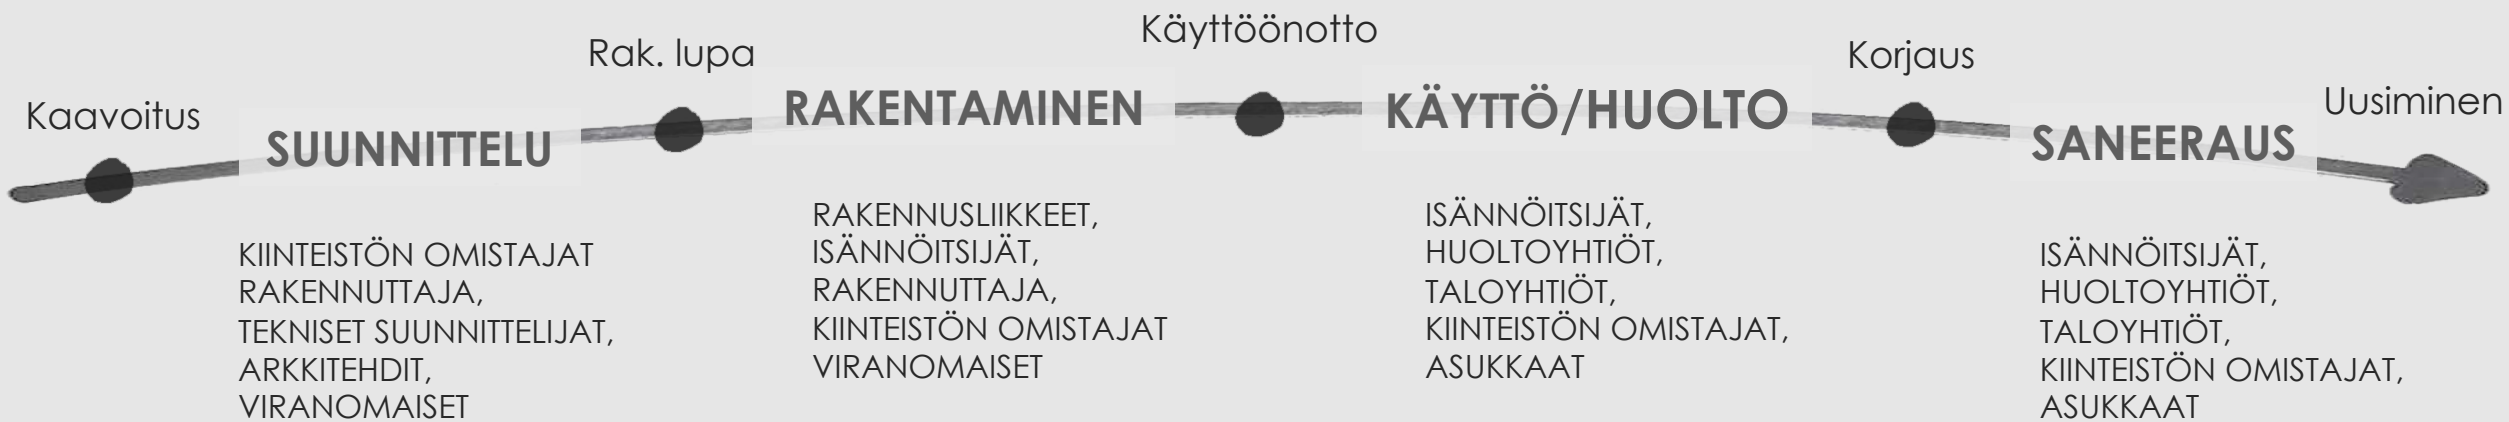 Kaavoitus
SUUNNITTELU
KIINTEISTÖN OMISTAJAT
RAKENNUTTAJA,
TEKNISET SUUNNITTELIJAT,
ARKKITEHDIT,
VIRANOMAISET
Rak. lupa
RAKENTAMINEN
RAKENNUSLIIKKEET,
ISÄNNÖITSIJÄT,
RAKENNUTTAJA,
KIINTEISTÖN OMISTAJAT
VIRANOMAISET
Käyttöönotto
KÄYTTÖ/HUOLTO
ISÄNNÖITSIJÄT,
HUOLTOYHTIÖT,
TALOYHTIÖT,
KIINTEISTÖN OMISTAJAT,
ASUKKAAT
Korjaus
SANEERAUS
ISÄNNÖITSIJÄT,
HUOLTOYHTIÖT,
TALOYHTIÖT,
KIINTEISTÖN OMISTAJAT,
ASUKKAAT
Uusiminen